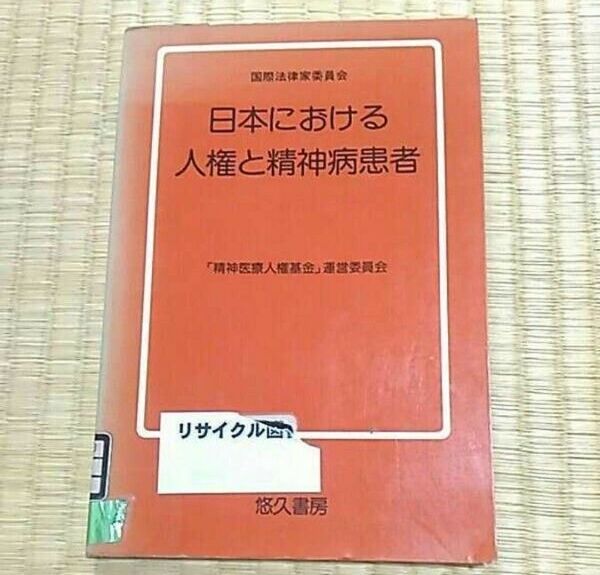 国際法律家委員会
日本における
人権と精神病患者
「精神医療人権基金」運営委員会
リサイクル図
悠久書房